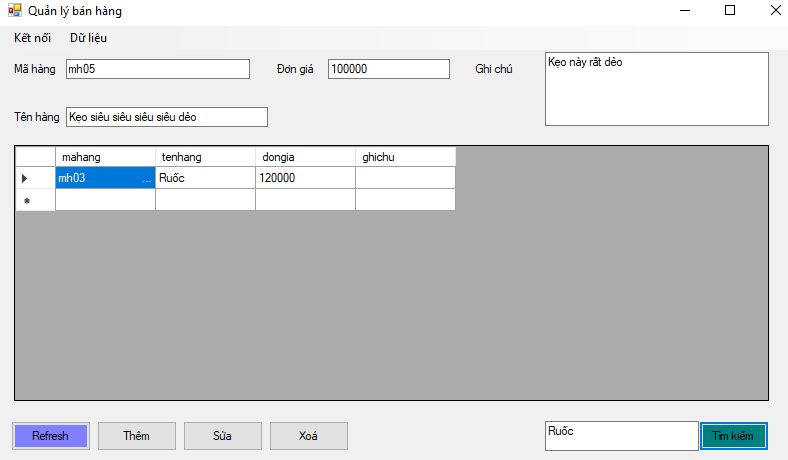 Quản lý bán hàng
Kết nối Dữ liệu
Mã hàng mh05 Đơn giá 100000 Ghi chú Kẹo này rất dẻo
Tên hàng Kẹo siêu siêu siêu siêu dẻo
mahang tenhang dongia ghichu
mh03 ... Ruốc 120000
Refresh Thêm Sửa Xoá Ruốc Tìm kiếm